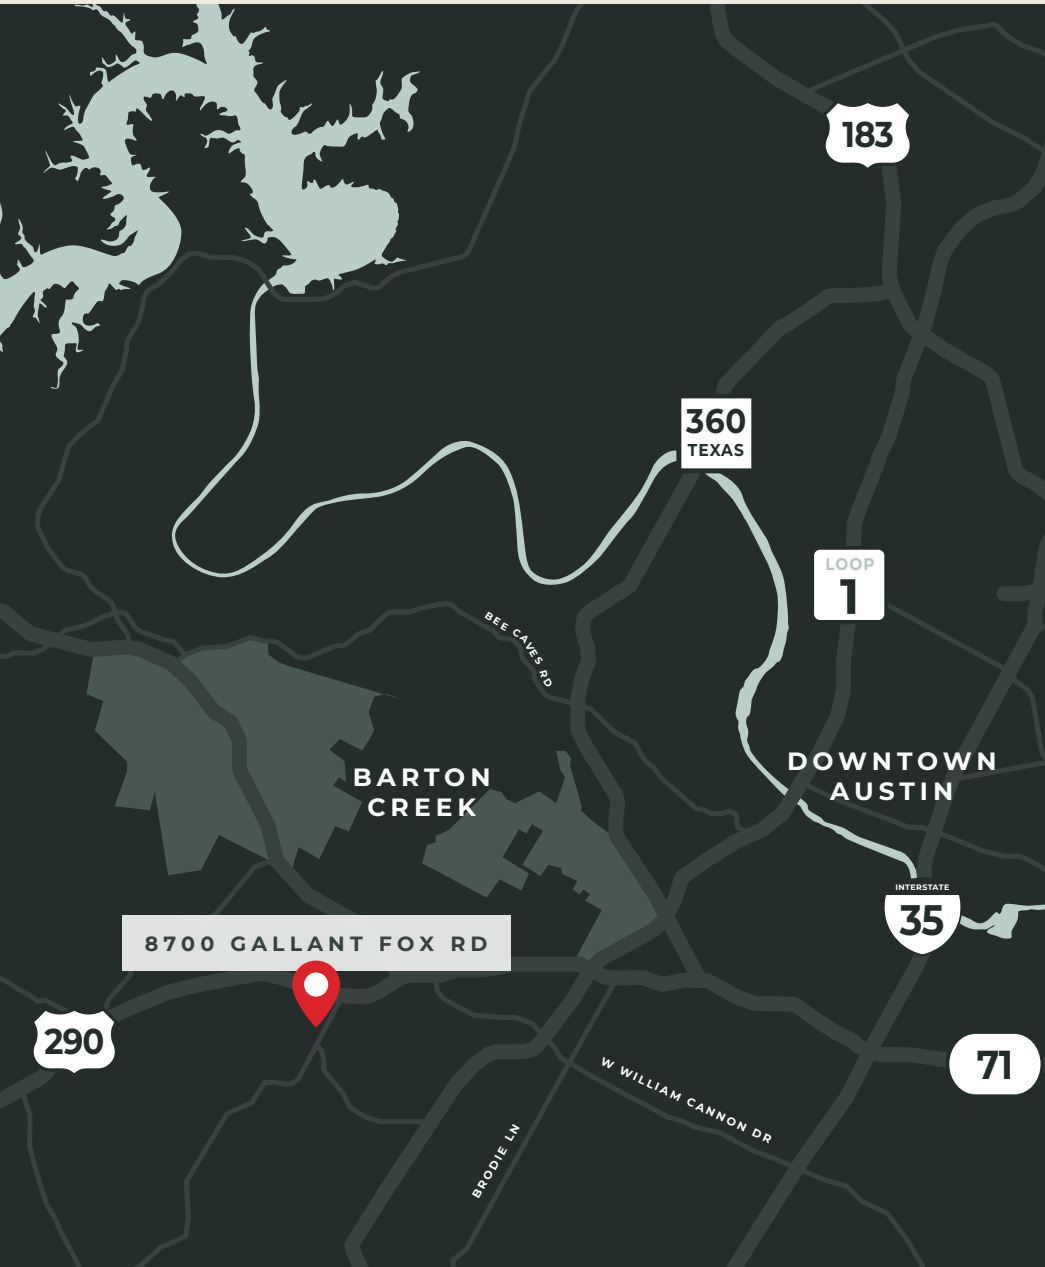 183
360
TEXAS
LOOP
1
BEE CAVES RD
DOWNTOWN
AUSTIN
BARTON
CREEK
INTERSTATE
35
8700 GALLANT FOX RD
290
71
W WILLIAM CANNON DR
BRODIE LN